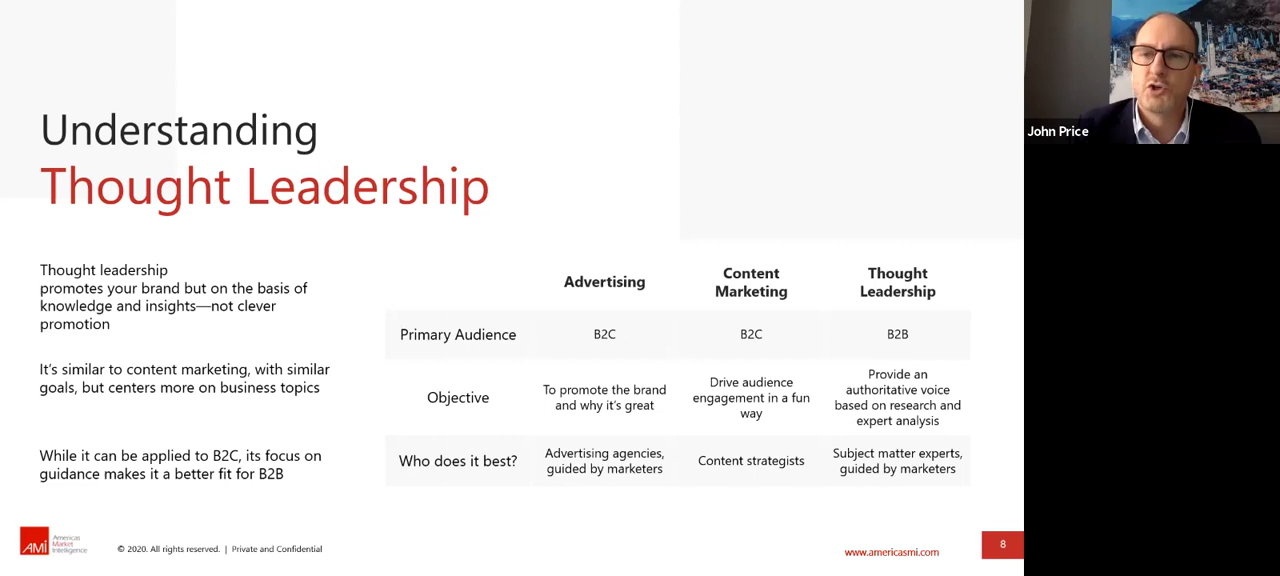 Understanding
Thought Leadership
Thought leadership
promotes your brand but on the basis of
knowledge and insights—not clever
promotion
It's similar to content marketing, with similar
goals, but centers more on business topics
While it can be applied to B2C, its focus on
guidance makes it a better fit for B2B
Advertising
Content
Marketing
Thought
Leadership
Primary Audience
B2C
B2C
B2B
Objective
To promote the brand
and why it's great
Drive audience
engagement in a fun
way
Provide an
authoritative voice
based on research and
expert analysis
Who does it best?
Advertising agencies,
guided by marketers
Content strategists
Subject matter experts,
guided by marketers
AMI
Americas
Market
Intelligence
© 2020. All rights reserved. | Private and Confidential
www.americasmi.com
8
John Price